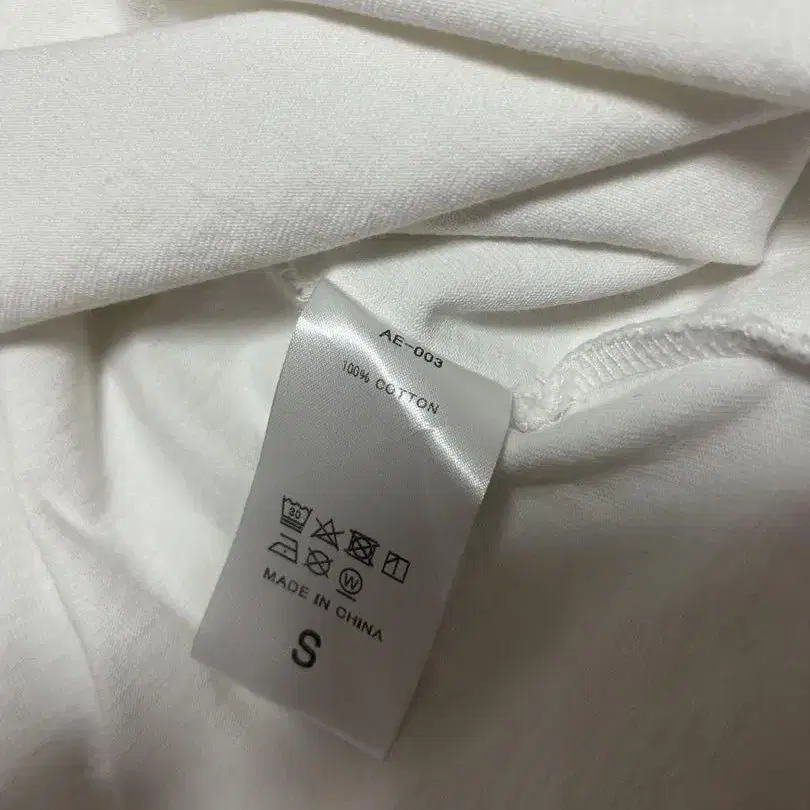 AE-003
100% COTTON
30
W
MADE IN CHINA
S